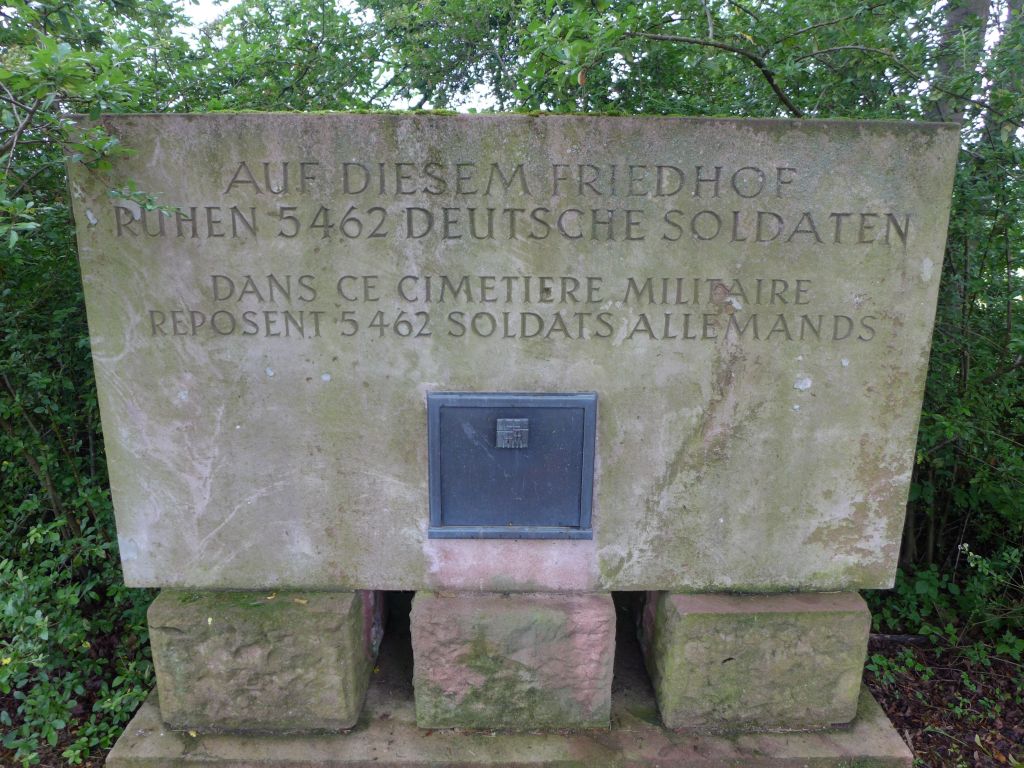 AUF DIESEM FRIEDHOF
RUHEN 5462 DEUTSCHE SOLDATEN
DANS CE CIMETIERE MILITAIRE
REPOSENT 5462 SOLDATS ALLEMANDS